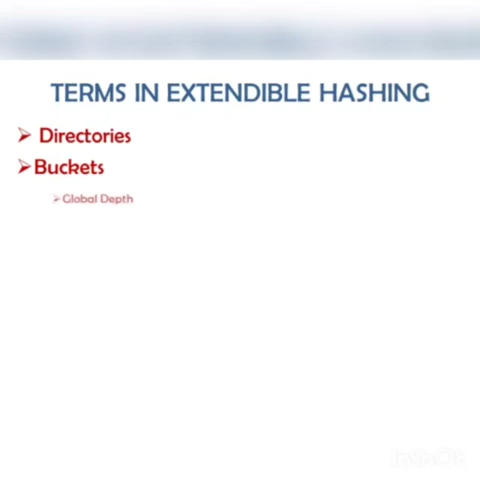 TERMS IN EXTENDIBLE HASHING
➢ Directories
➢ Buckets
➢ Global Depth